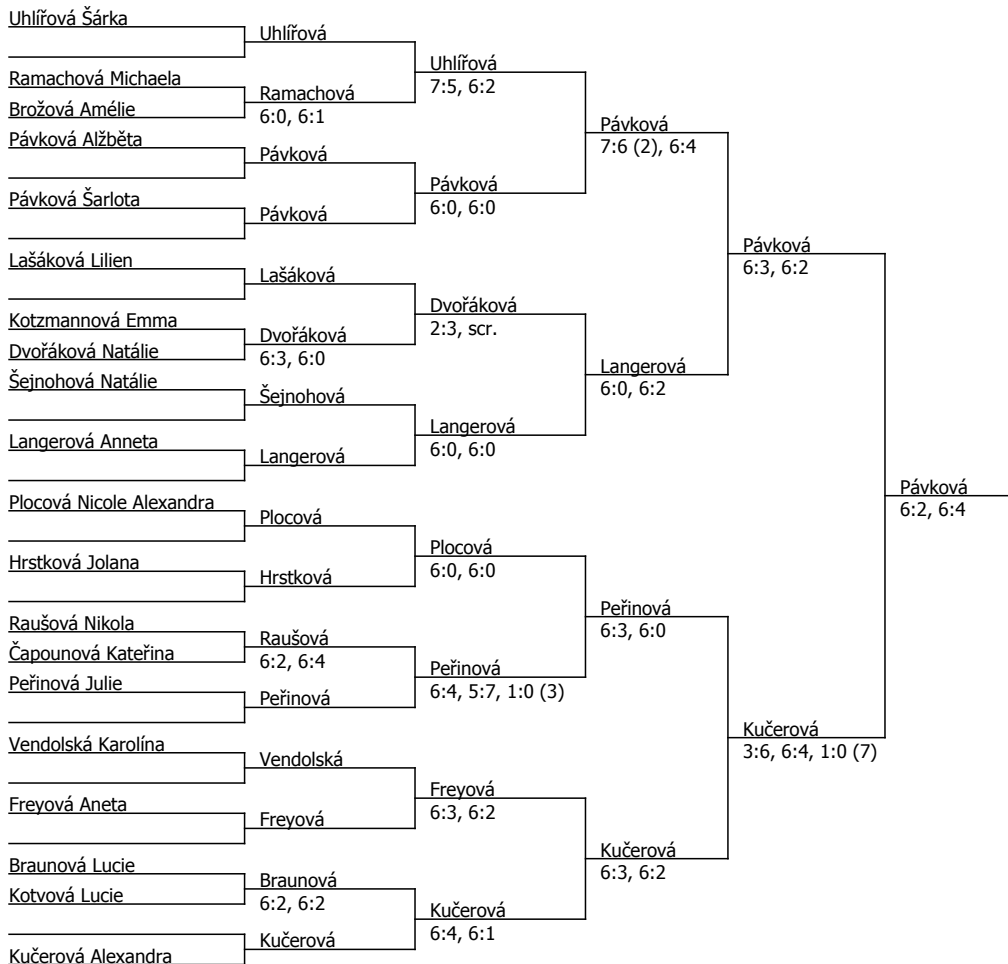 Uhlířová Šárka
Ramachová Michaela
Brožová Amélie
Pávková Alžběta
Pávková Šarlota
Lašáková Lilien
Kotzmannová Emma
Dvořáková Natálie
Šejnohová Natálie
Langerová Anneta
Plocová Nicole Alexandra
Hrstková Jolana
Raušová Nikola
Čapounová Kateřina
Peřinová Julie
Vendolská Karolína
Freyová Aneta
Braunová Lucie
Kotvová Lucie
Kučerová Alexandra
Uhlířová
Ramachová
6:0, 6:1
Pávková
Pávková
Lašáková
Dvořáková
6:3, 6:0
Šejnohová
Langerová
Plocová
Hrstková
Raušová
6:2, 6:4
Peřinová
Vendolská
Freyová
Braunová
6:2, 6:2
Kučerová
Uhlířová
7:5, 6:2
Pávková
6:0, 6:0
Dvořáková
2:3, scr.
Langerová
6:0, 6:0
Plocová
6:0, 6:0
Peřinová
6:4, 5:7, 1:0 (3)
Freyová
6:3, 6:2
Kučerová
6:4, 6:1
Pávková
7:6 (2), 6:4
Langerová
6:0, 6:2
Peřinová
6:3, 6:0
Kučerová
6:3, 6:2
Pávková
6:3, 6:2
Kučerová
3:6, 6:4, 1:0 (7)
Pávková
6:2, 6:4